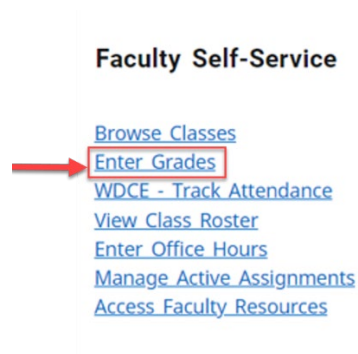 Faculty Self-Service
Browse Classes
Enter Grades
WDCE - Track Attendance
View Class Roster
Enter Office Hours
Manage Active Assignments
Access Faculty Resources